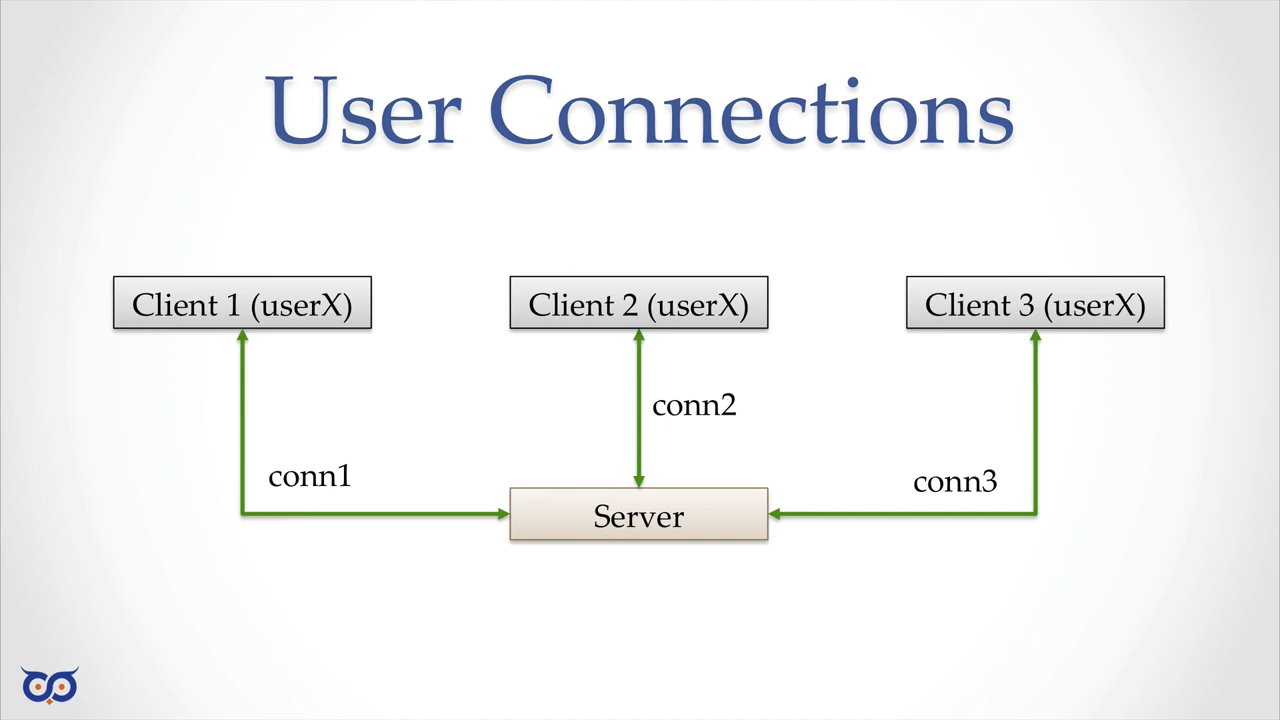 User Connections
Client 1 (userX)
Client 2 (userX)
Client 3 (userX)
conn2
conn1
conn3
Server